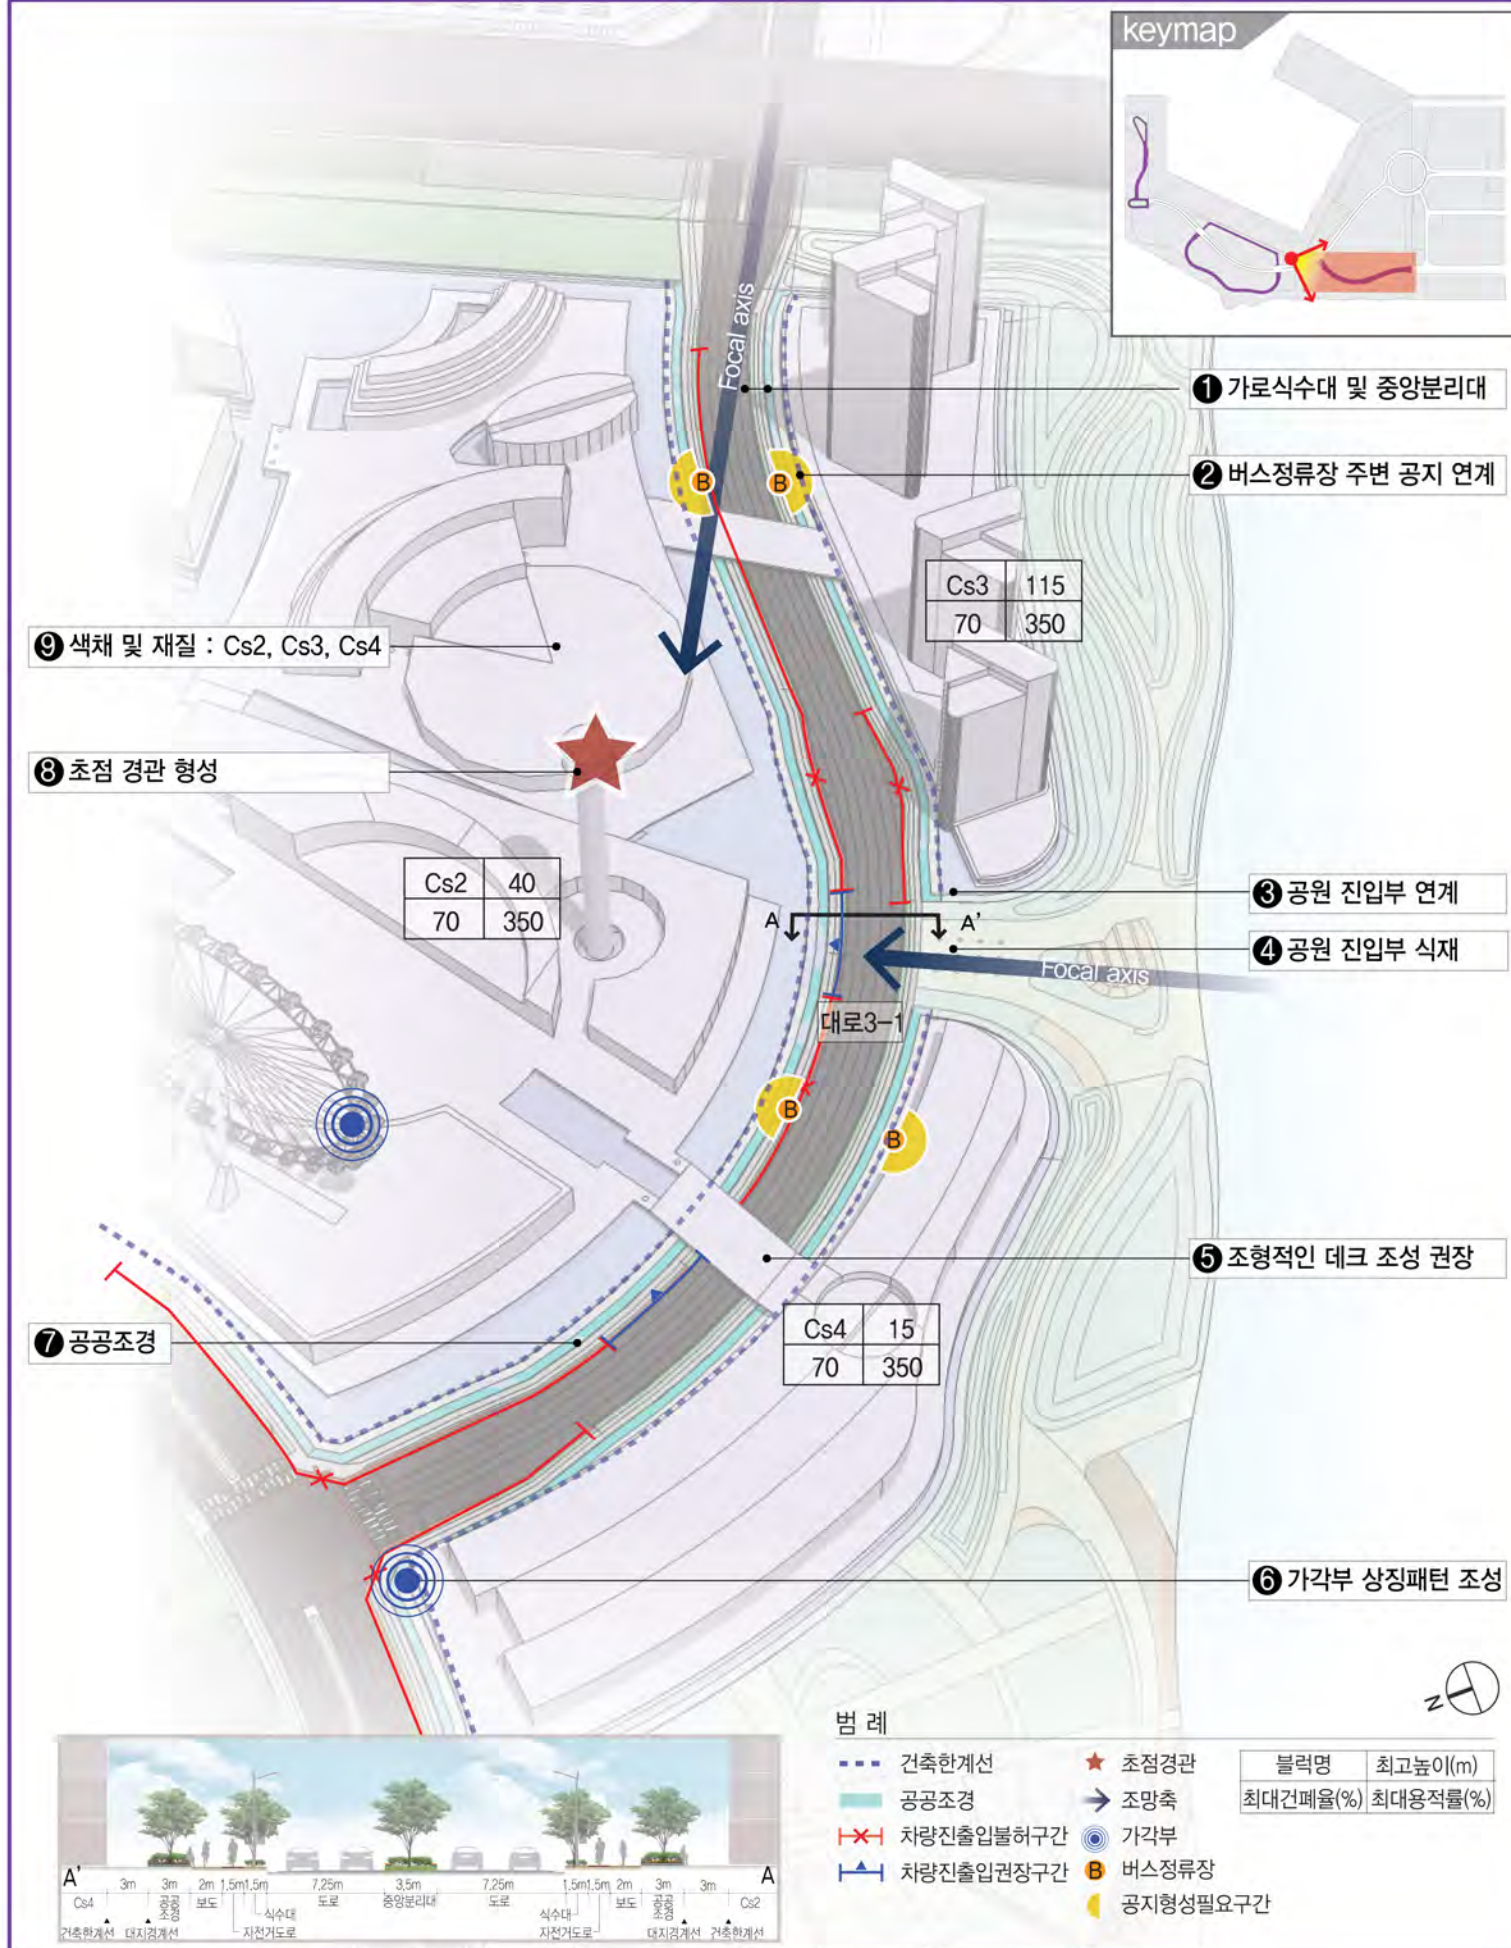 keymap
Focal axis
❶ 가로식수대 및 중앙분리대
❷ 버스정류장 주변 공지 연계
B
B
Cs3 115
70 350
❾ 색채 및 재질 : Cs2, Cs3, Cs4
❽ 초점 경관 형성
Cs2 40
70 350
❸ 공원 진입부 연계
A A'
❹ 공원 진입부 식재
Focal axis
대로3-1
B
B
❺ 조형적인 데크 조성 권장
Cs4 15
70 350
❼ 공공조경
❻ 가각부 상징패턴 조성
N
범 례
건축한계선
공공조경
차량진출입불허구간
차량진출입권장구간
초점경관
조망축
가각부
B 버스정류장
공지형성필요구간
블럭명 최고높이(m)
최대건폐율(%) 최대용적률(%)
A' A
3m 3m 2m 1.5m 1.5m 7.25m 3.5m 7.25m 1.5m 1.5m 2m 3m 3m
Cs4 공공조경 보도 도로 중앙분리대 도로 보도 공공조경 Cs2
식수대 식수대
건축한계선 대지경계선 자전거도로 자전거도로 대지경계선 건축한계선